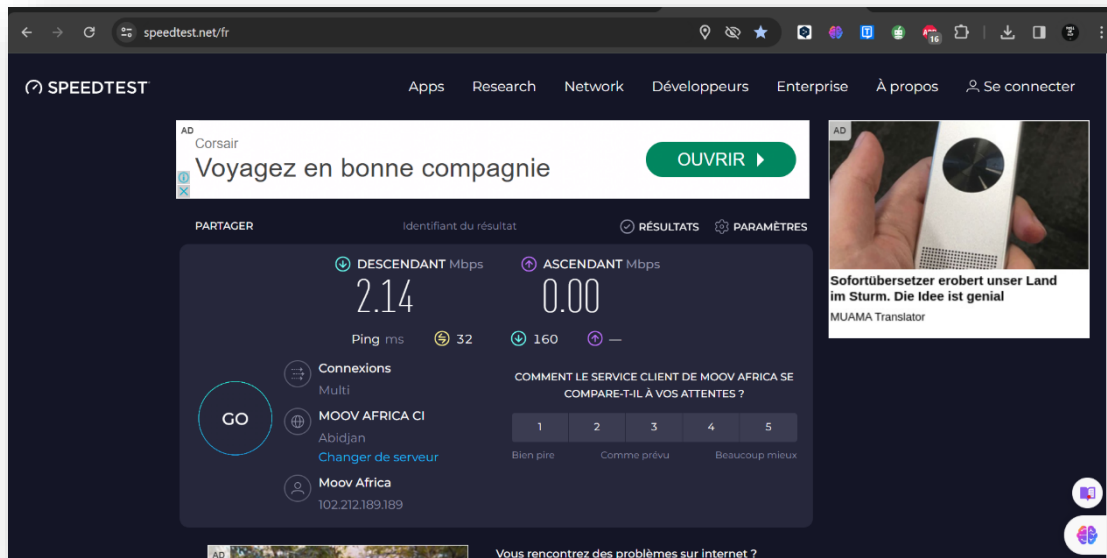 speedtest.net/fr
16
SPEEDTEST
Apps Research Network Développeurs Enterprise À propos Se connecter
AD
Corsair
Voyagez en bonne compagnie
OUVRIR
AD
Sofortübersetzer erobert unser Land
im Sturm. Die Idee ist genial
MUAMA Translator
PARTAGER Identifiant du résultat RÉSULTATS PARAMÈTRES
DESCENDANT Mbps ASCENDANT Mbps
2.14 0.00
Ping ms 32 160 —
Connexions
Multi
MOOV AFRICA CI
Abidjan
Changer de serveur
Moov Africa
102.212.189.189
GO
COMMENT LE SERVICE CLIENT DE MOOV AFRICA SE
COMPARE-T-IL À VOS ATTENTES ?
1 2 3 4 5
Bien pire Comme prévu Beaucoup mieux
AD
Vous rencontrez des problèmes sur internet ?